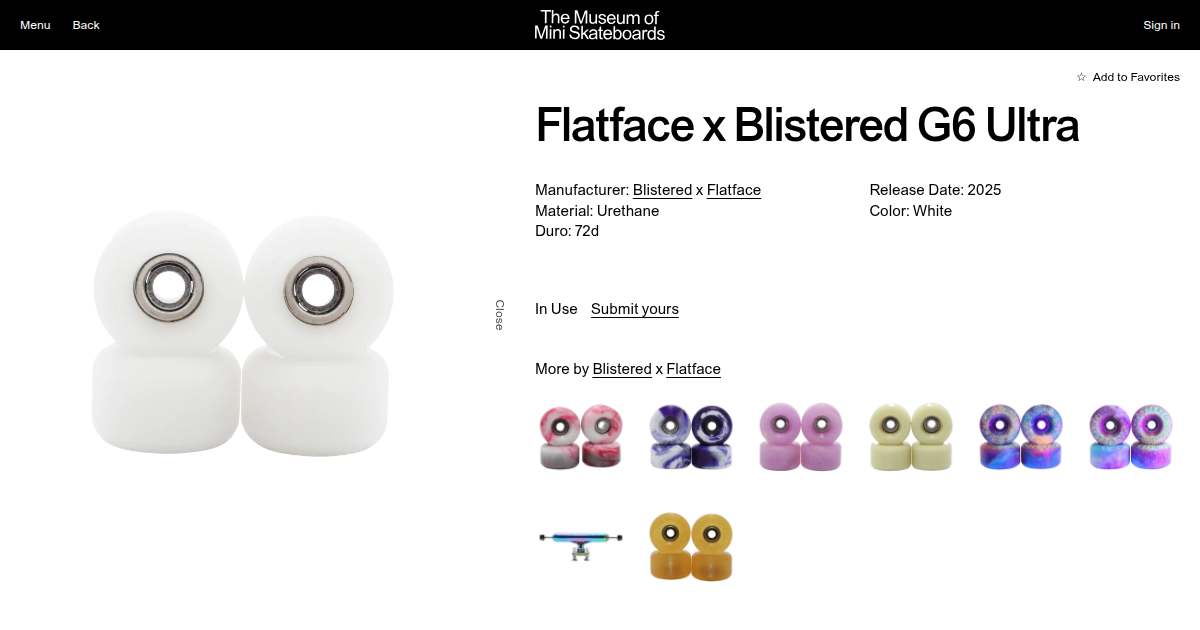 Menu
Back
The Museum of
Mini Skateboards
Sign in
☆ Add to Favorites
Flatface x Blistered G6 Ultra
Manufacturer: Blistered x Flatface
Material: Urethane
Duro: 72d
Release Date: 2025
Color: White
Close
In Use Submit yours
More by Blistered x Flatface